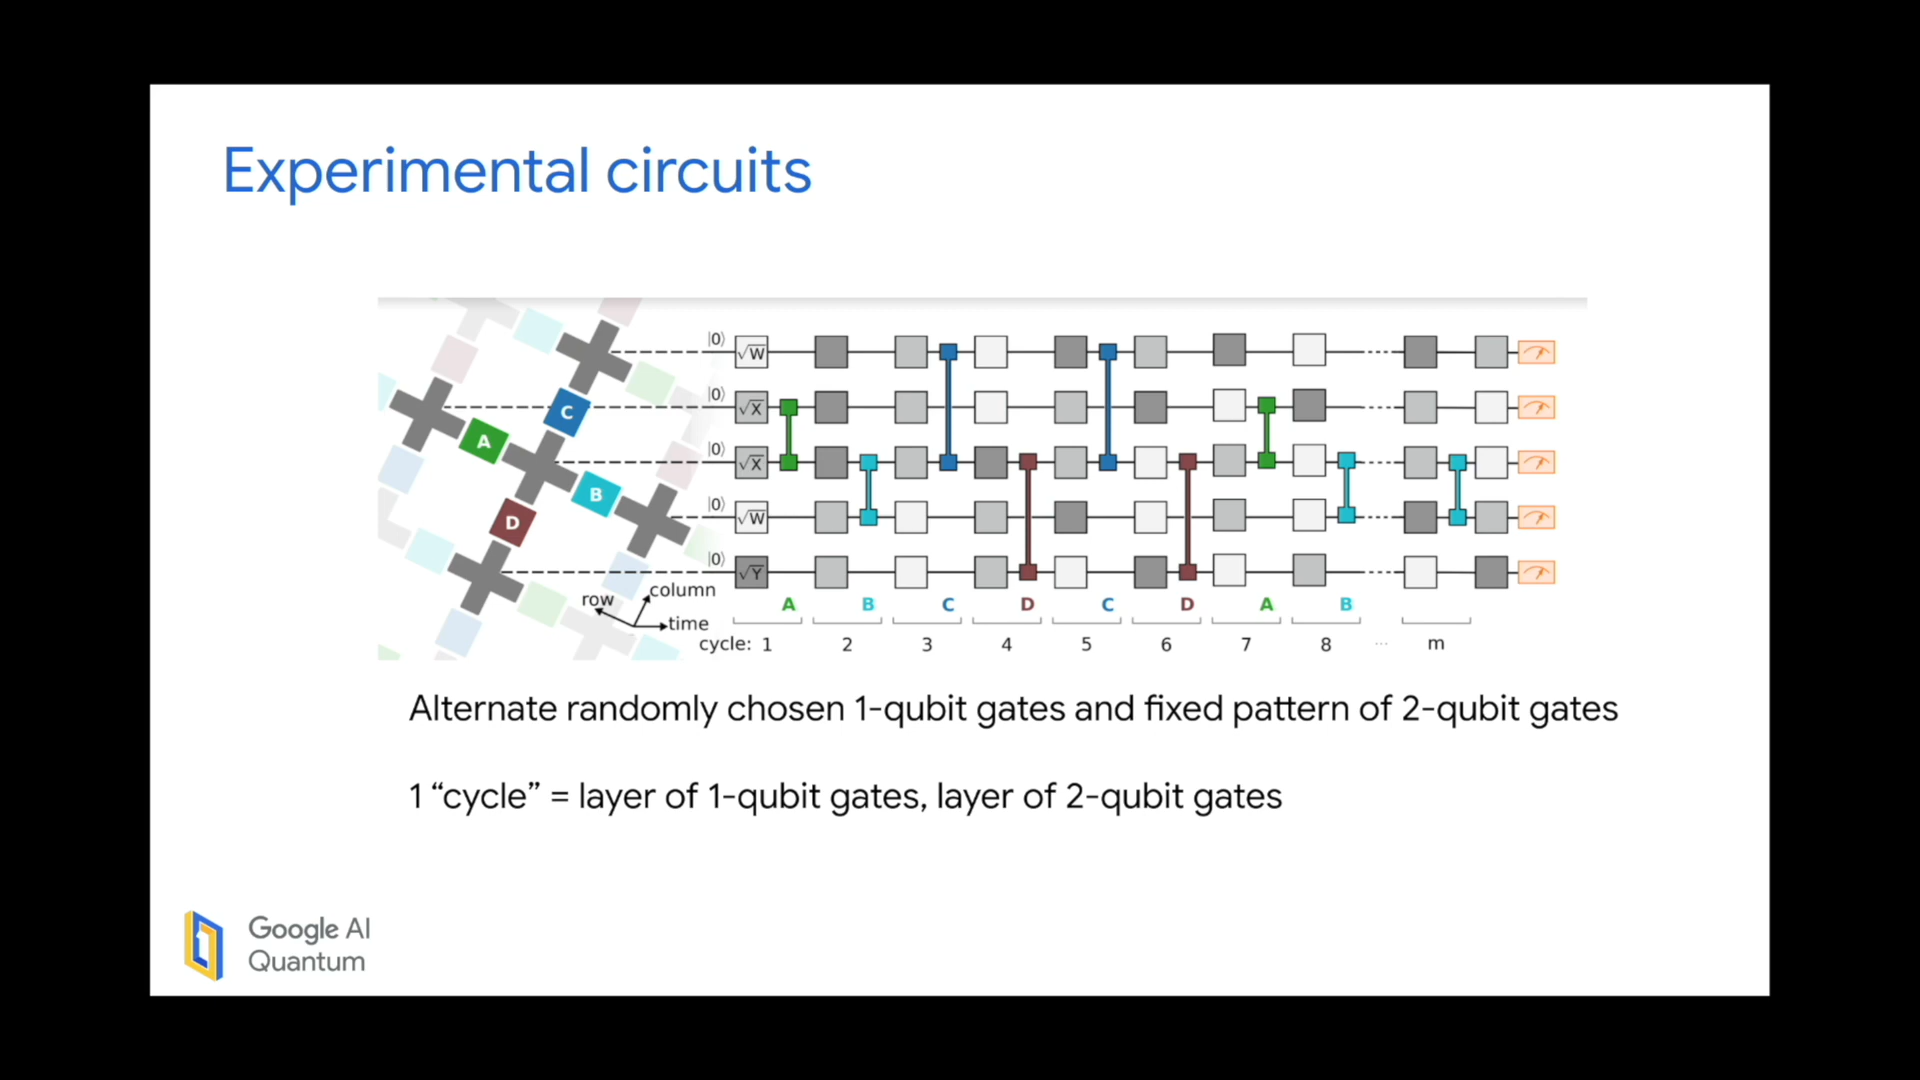 Experimental circuits
|0⟩ √W
|0⟩ √X
|0⟩ √X
|0⟩ √W
|0⟩ √Y
C
A
B
D
row
column
time
A B C D C D A B
cycle: 1 2 3 4 5 6 7 8 ... m
Alternate randomly chosen 1-qubit gates and fixed pattern of 2-qubit gates
1 “cycle” = layer of 1-qubit gates, layer of 2-qubit gates
Google AI
Quantum